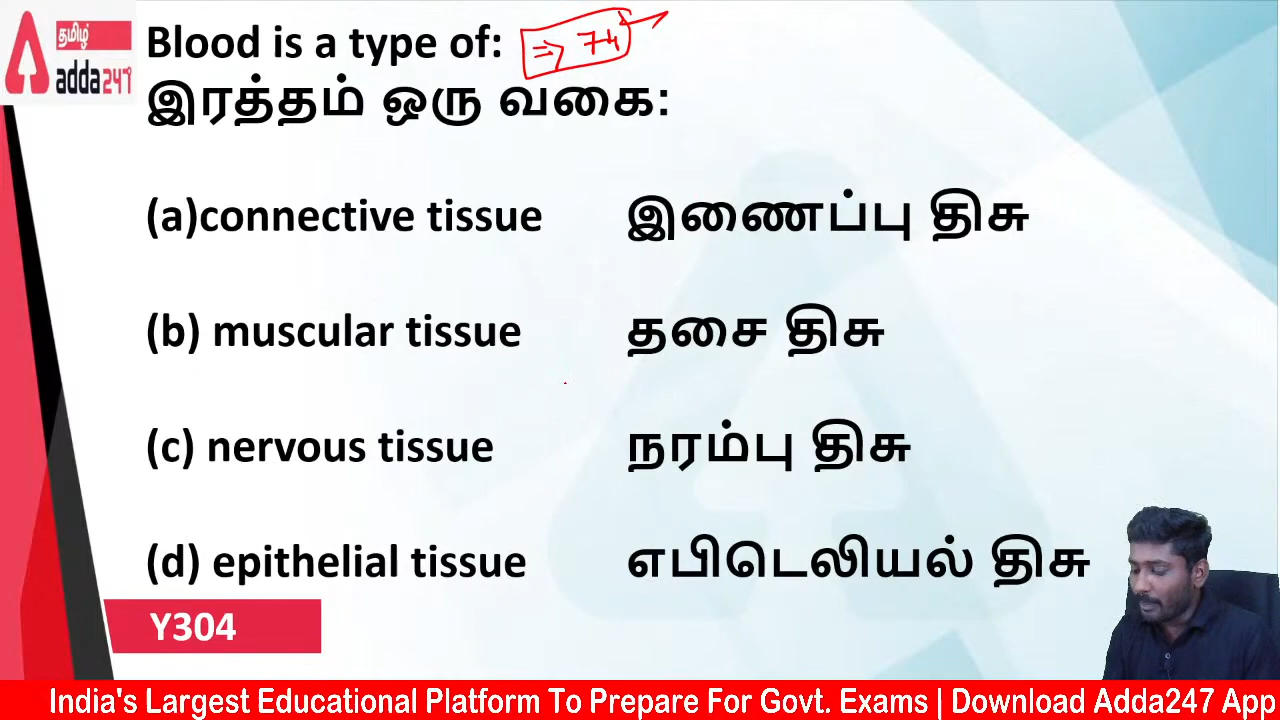 தமிழ்
adda247
Blood is a type of: ⇒ 74
இரத்தம் ஒரு வகை:
(a)connective tissue இணைப்பு திசு
(b) muscular tissue தசை திசு
(c) nervous tissue நரம்பு திசு
(d) epithelial tissue எபிடெலியல் திசு
Y304
India's Largest Educational Platform To Prepare For Govt. Exams | Download Adda247 App